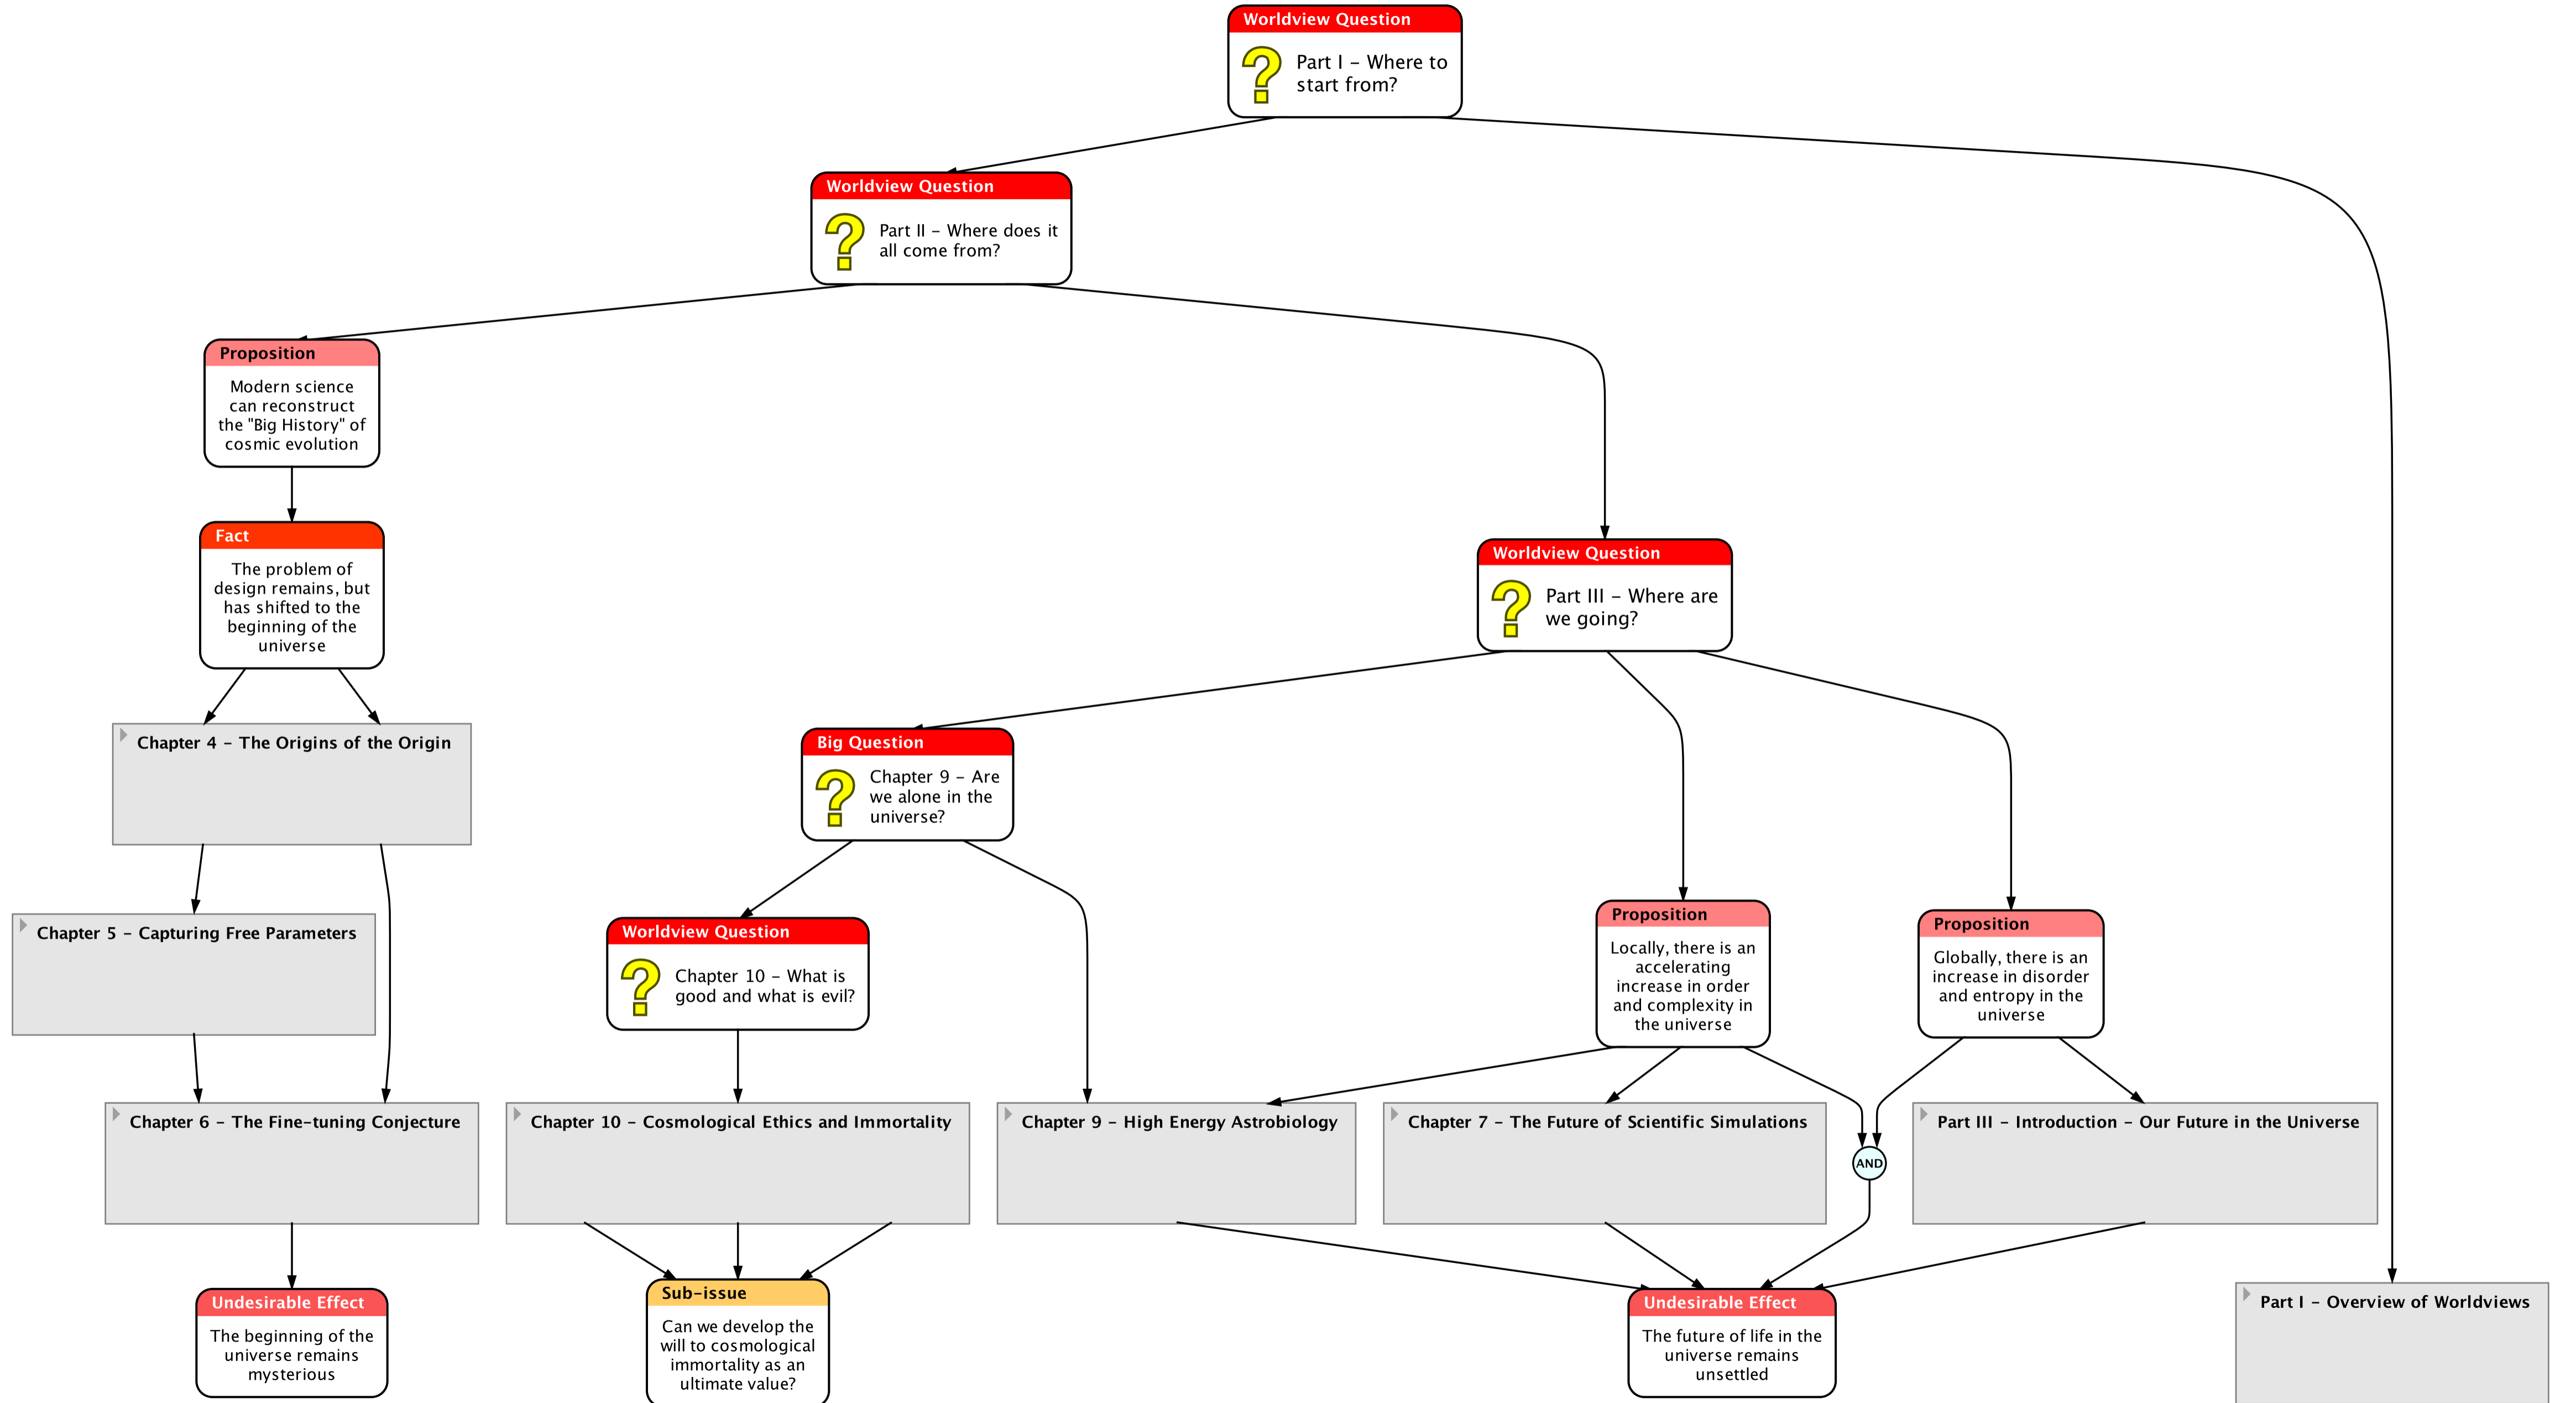 Worldview Question
Part I – Where to
start from?
Worldview Question
Part II – Where does it
all come from?
Proposition
Modern science
can reconstruct
the "Big History" of
cosmic evolution
Fact
The problem of
design remains, but
has shifted to the
beginning of the
universe
Worldview Question
Part III – Where are
we going?
Chapter 4 – The Origins of the Origin
Big Question
Chapter 9 – Are
we alone in the
universe?
Chapter 5 – Capturing Free Parameters
Worldview Question
Chapter 10 – What is
good and what is evil?
Proposition
Locally, there is an
accelerating
increase in order
and complexity in
the universe
Proposition
Globally, there is an
increase in disorder
and entropy in the
universe
Chapter 6 – The Fine-tuning Conjecture
Chapter 10 – Cosmological Ethics and Immortality
Chapter 9 – High Energy Astrobiology
Chapter 7 – The Future of Scientific Simulations
AND
Part III – Introduction – Our Future in the Universe
Undesirable Effect
The beginning of the
universe remains
mysterious
Sub-issue
Can we develop the
will to cosmological
immortality as an
ultimate value?
Undesirable Effect
The future of life in the
universe remains
unsettled
Part I – Overview of Worldviews